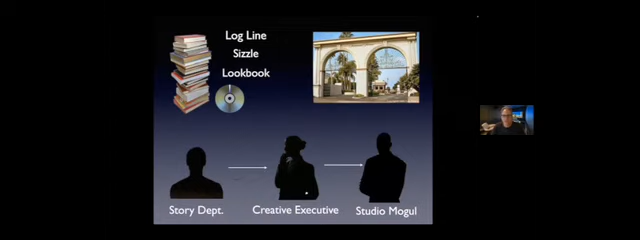 Log Line
Sizzle
Lookbook
Story Dept.
Creative Executive
Studio Mogul